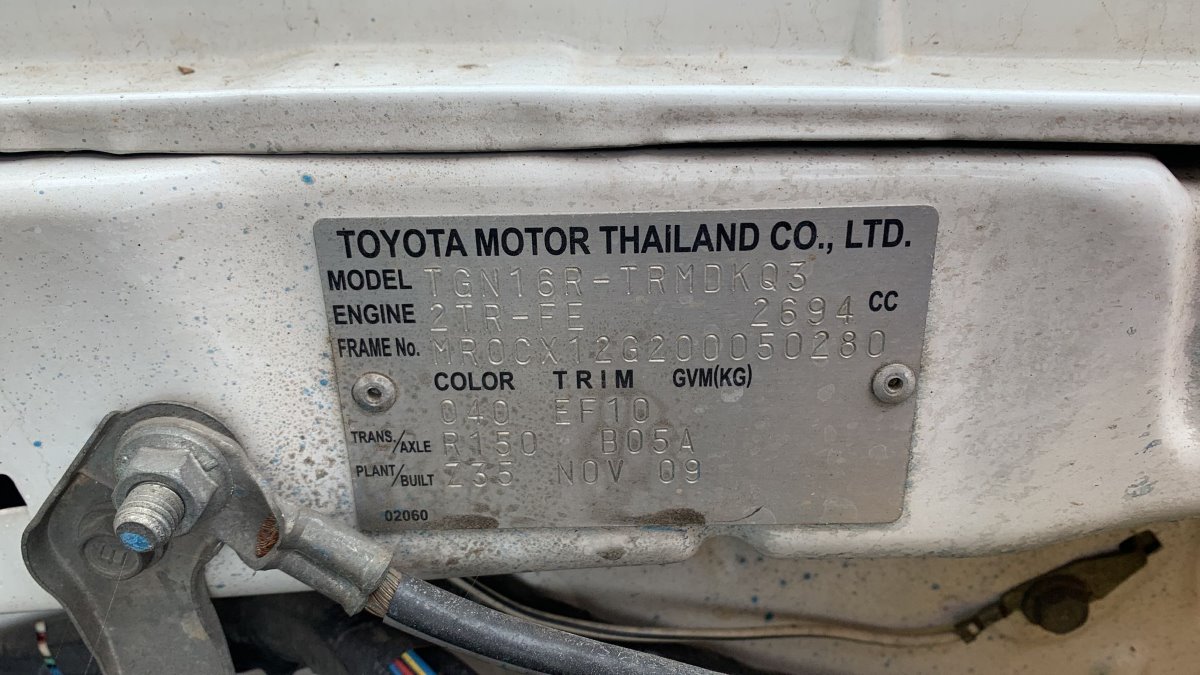 TOYOTA MOTOR THAILAND CO., LTD.
MODEL TGN16R-TRMDKQ3
ENGINE 2TR-FE 2694 CC
FRAME No. MR0CX12G200050280
COLOR TRIM GVM(KG)
040 EF10
TRANS./AXLE R150 B05A
PLANT/BUILT Z35 NOV 09
02060
E